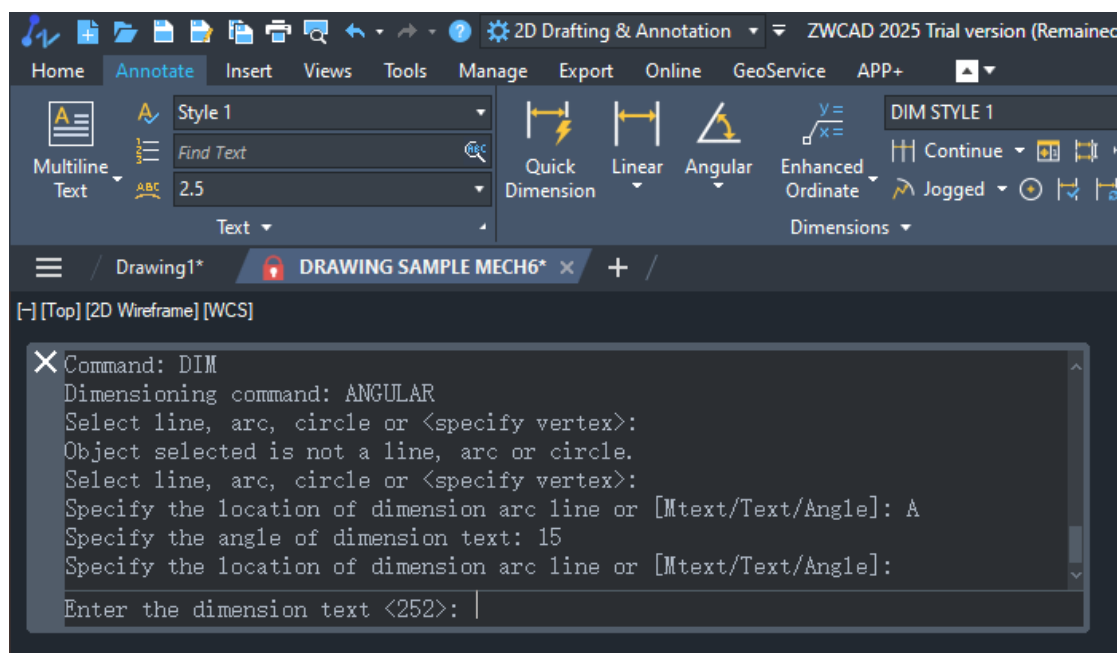 2D Drafting & Annotation ZWCAD 2025 Trial version (Remained
Home Annotate Insert Views Tools Manage Export Online GeoService APP+
A Style 1 DIM STYLE 1
Find Text Continue
Multiline Text
ABC 2.5
Quick Dimension
Linear
Angular
y =
x =
Enhanced Ordinate
Jogged
Text Dimensions
Drawing1* DRAWING SAMPLE MECH6*
[-] [Top] [2D Wireframe] [WCS]
Command: DIM
Dimensioning command: ANGULAR
Select line, arc, circle or <specify vertex>:
Object selected is not a line, arc or circle.
Select line, arc, circle or <specify vertex>:
Specify the location of dimension arc line or [Mtext/Text/Angle]: A
Specify the angle of dimension text: 15
Specify the location of dimension arc line or [Mtext/Text/Angle]:
Enter the dimension text <252>: